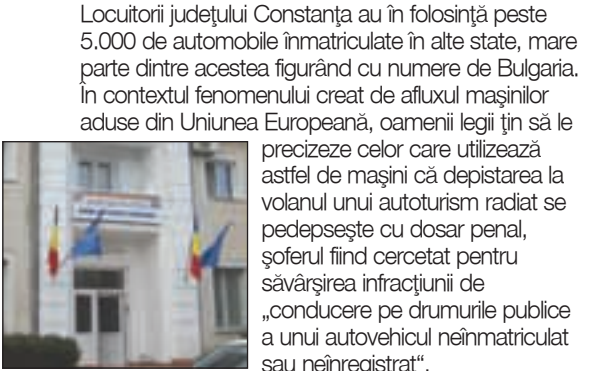 Locuitorii judeţului Constanţa au în folosinţă peste
5.000 de automobile înmatriculate în alte state, mare
parte dintre acestea figurând cu numere de Bulgaria.
În contextul fenomenului creat de afluxul maşinilor
aduse din Uniunea Europeană, oamenii legii ţin să le
precizeze celor care utilizează
astfel de maşini că depistarea la
volanul unui autoturism radiat se
pedepseşte cu dosar penal,
şoferul fiind cercetat pentru
săvârşirea infracţiunii de
„conducere pe drumurile publice
a unui autovehicul neînmatriculat
sau neînregistrat“.